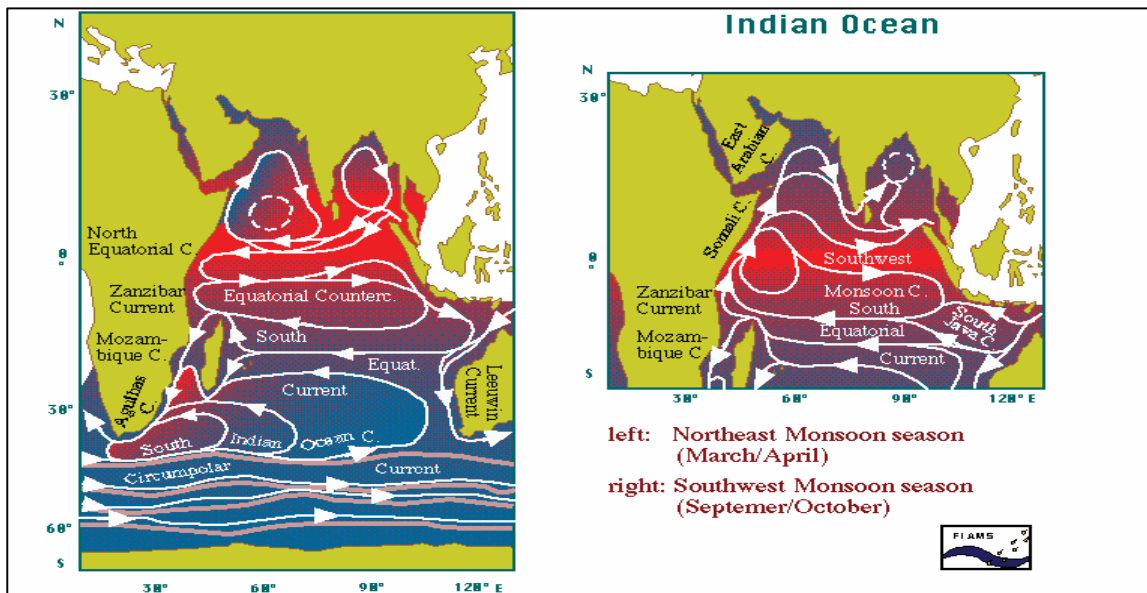 Indian Ocean
N
30°
0
°
30°
60°
S
30°
60°
90°
120° E
North
Equatorial C.
Zanzibar
Current
Mozam-
bique C.
Agulhas
C.
Equatorial Counterc.
South
Equat.
Current
Leeuwin
Current
South Indian Ocean C.
Circumpolar Current
N
30°
0
°
S
30°
60°
90°
120° E
East
Arabian
C.
Somali C.
Zanzibar
Current
Mozam-
bique C.
Southwest
Monsoon C.
South
Equatorial
Current
South
Java C.
left: Northeast Monsoon season
(March/April)
right: Southwest Monsoon season
(Septemer/October)
FIAMS